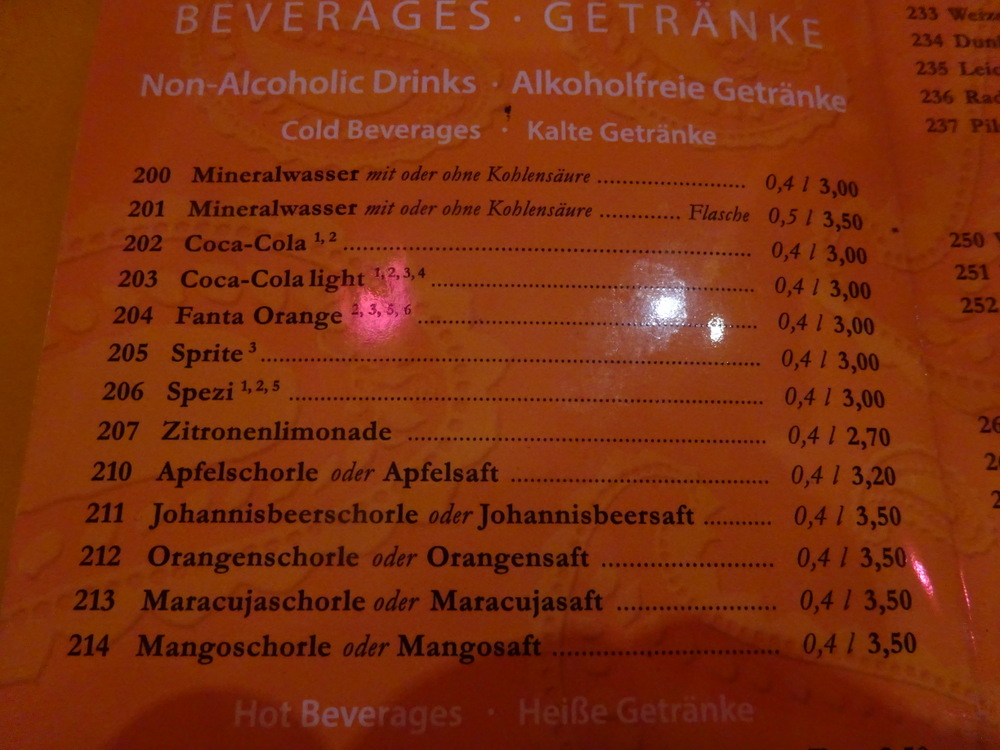 BEVERAGES · GETRÄNKE
Non-Alcoholic Drinks · Alkoholfreie Getränke
Cold Beverages · Kalte Getränke
200 Mineralwasser mit oder ohne Kohlensäure ........ 0,4 l 3,00
201 Mineralwasser mit oder ohne Kohlensäure ........ Flasche 0,5 l 3,50
202 Coca-Cola 1, 2 ........ 0,4 l 3,00
203 Coca-Cola light 1, 2, 3, 4 ........ 0,4 l 3,00
204 Fanta Orange 2, 3, 5, 6 ........ 0,4 l 3,00
205 Sprite 3 ........ 0,4 l 3,00
206 Spezi 1, 2, 5 ........ 0,4 l 3,00
207 Zitronenlimonade ........ 0,4 l 2,70
210 Apfelschorle oder Apfelsaft ........ 0,4 l 3,20
211 Johannisbeerschorle oder Johannisbeersaft ........ 0,4 l 3,50
212 Orangenschorle oder Orangensaft ........ 0,4 l 3,50
213 Maracujaschorle oder Maracujasaft ........ 0,4 l 3,50
214 Mangoschorle oder Mangosaft ........ 0,4 l 3,50
Hot Beverages · Heiße Getränke
233
234
235
236
237
250
251
252